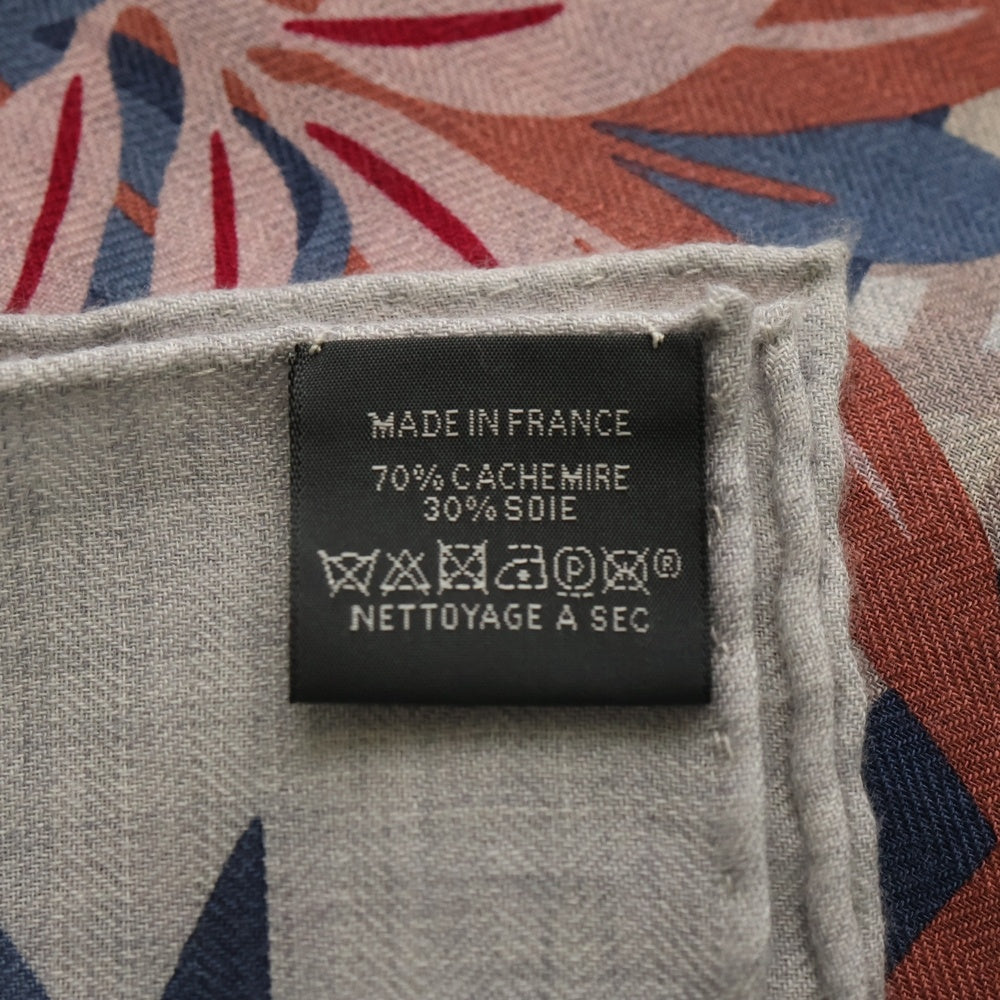 MADE IN FRANCE
70% CACHEMIRE
30% SOIE
P ®
NETTOYAGE A SEC